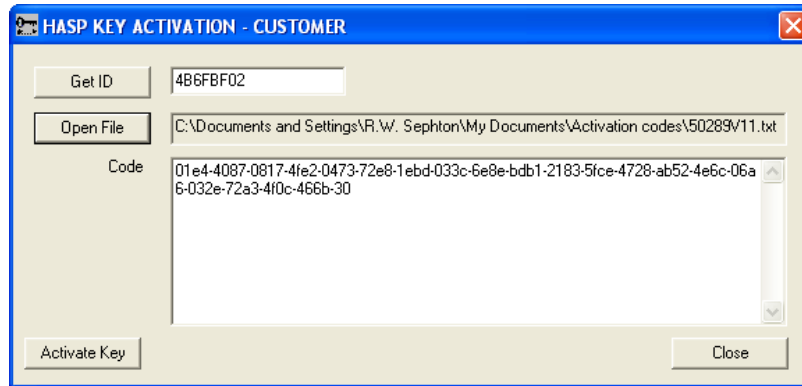 HASP KEY ACTIVATION - CUSTOMER
Get ID 4B6FBF02
Open File C:\Documents and Settings\R.W. Sephton\My Documents\Activation codes\50289V11.txt
Code 01e4-4087-0817-4fe2-0473-72e8-1ebd-033c-6e8e-bdb1-2183-5fce-4728-ab52-4e6c-06a
6-032e-72a3-4f0c-466b-30
Activate Key Close